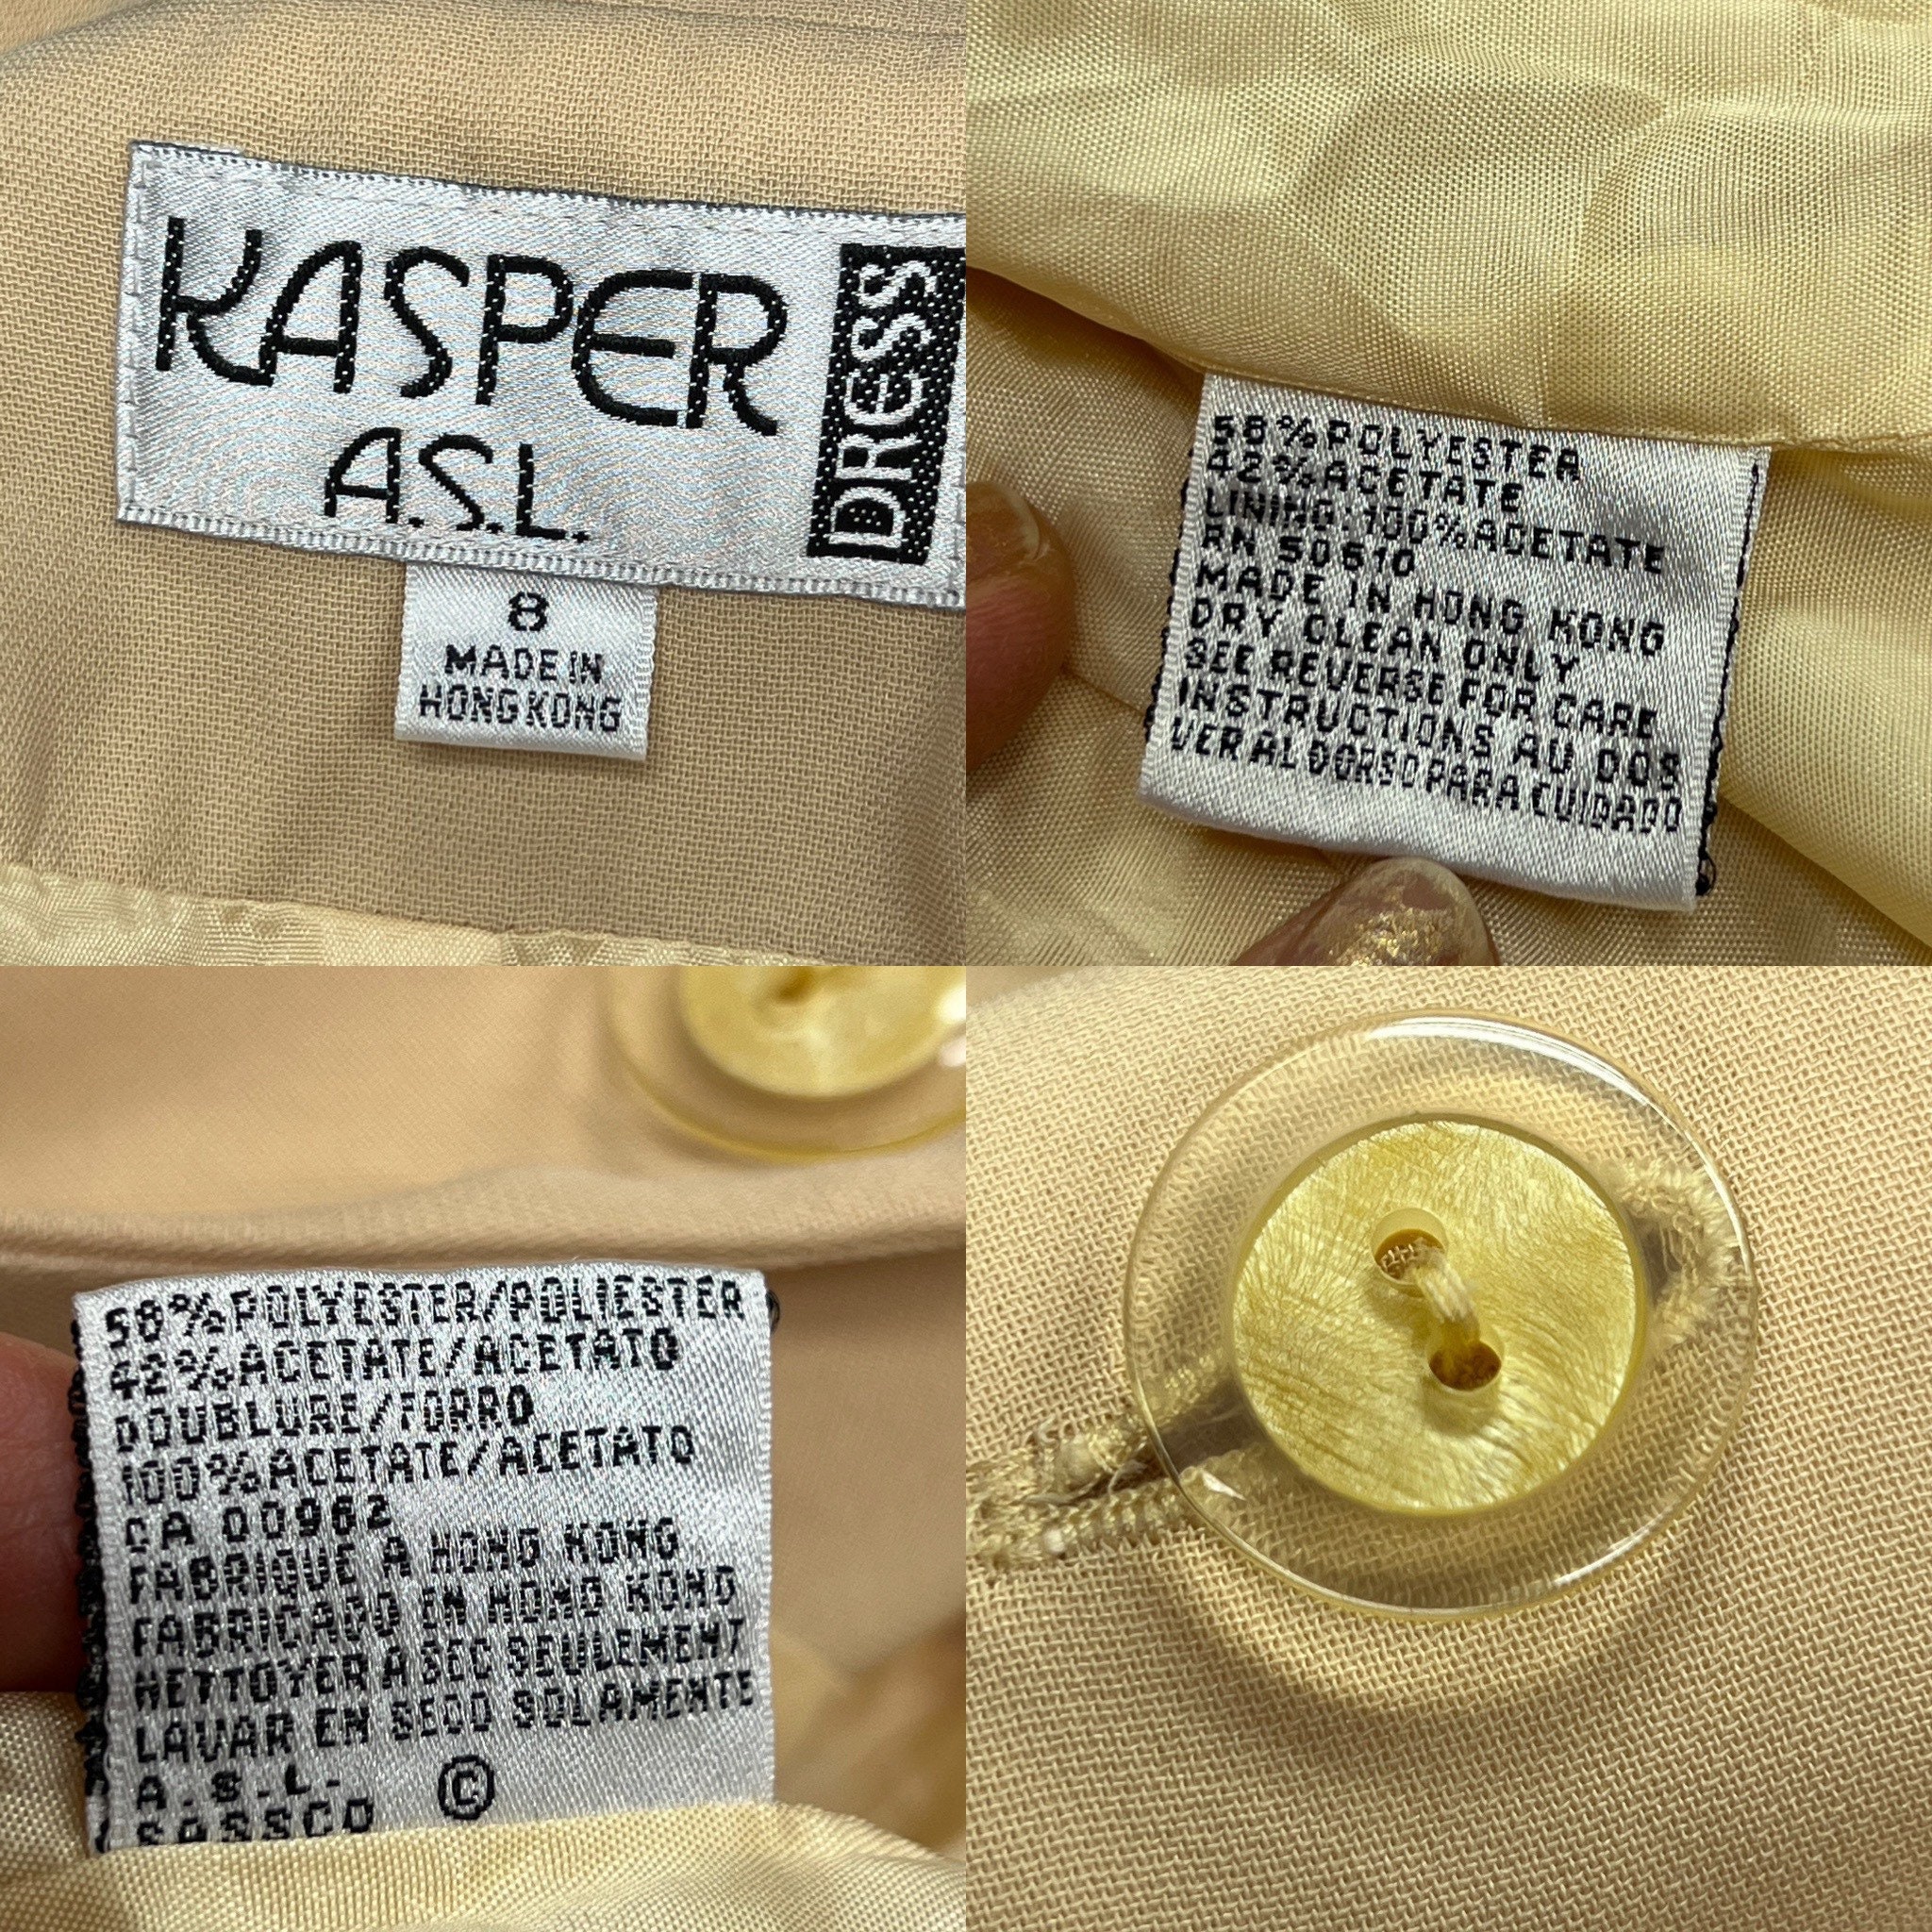 KASPER
A.S.L.
DRESS
8
MADE IN
HONG KONG
58% POLYESTER
42% ACETATE
LINING: 100% ACETATE
RN 50610
MADE IN HONG KONG
DRY CLEAN ONLY
SEE REVERSE FOR CARE
INSTRUCTIONS AU DOS
VER AL DORSO PARA CUIDADO
58% POLYESTER/POLIESTER
42% ACETATE/ACETATO
DOUBLURE/FORRO
100% ACETATE/ACETATO
CA 00962
FABRIQUE A HONG KONG
FABRICADO EN HONG KONG
NETTOYER A SEC SEULEMENT
LAVAR EN SECO SOLAMENTE
A.S.L. ©
SASSCO